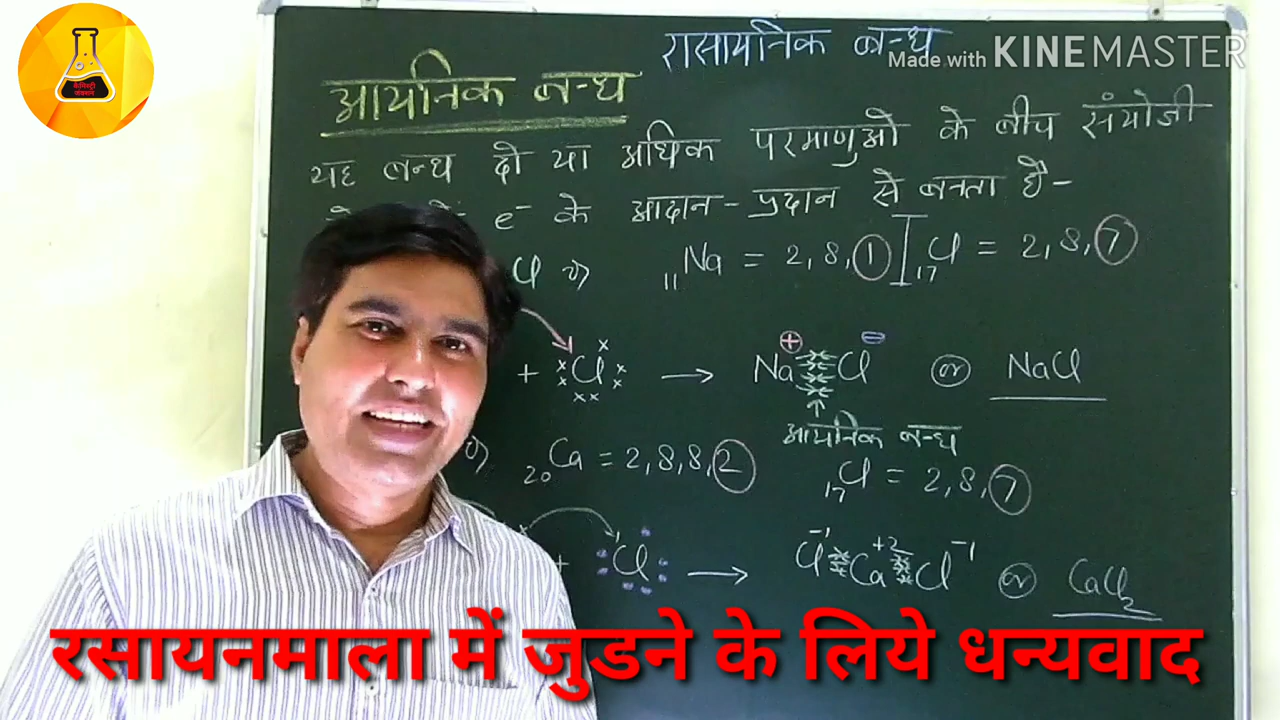 रासायनिक बन्ध
Made with KINEMASTER
आयनिक बन्ध
यह बन्ध दो या अधिक परमाणुओ के बीच संयोजी
e⁻ के आदान-प्रदान से बनता है-
Cl ₁₁Na = 2, 8, 1 ₁₇Cl = 2, 8, 7
+ Cl → Na⊕ Cl⊖ or NaCl
आयनिक बन्ध
₂₀Ca = 2, 8, 8, 2 ₁₇Cl = 2, 8, 7
+ Cl → Cl⁻¹ Ca⁺² Cl⁻¹ or CaCl₂
रसायनमाला में जुडने के लिये धन्यवाद